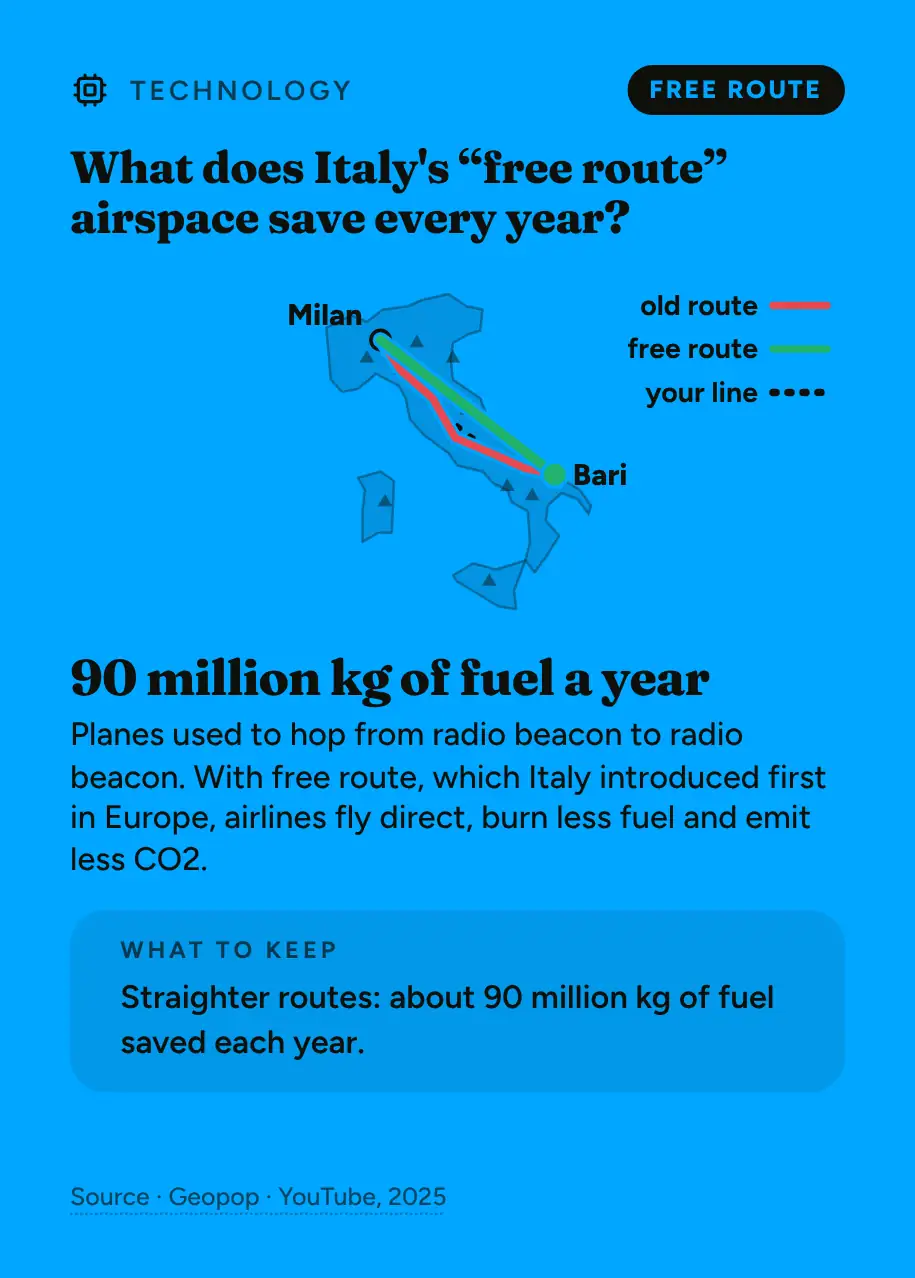 TECHNOLOGY
FREE ROUTE
What does Italy's “free route”
airspace save every year?
Milan
old route
free route
your line
Bari
90 million kg of fuel a year
Planes used to hop from radio beacon to radio
beacon. With free route, which Italy introduced first
in Europe, airlines fly direct, burn less fuel and emit
less CO2.
WHAT TO KEEP
Straighter routes: about 90 million kg of fuel
saved each year.
Source · Geopop · YouTube, 2025